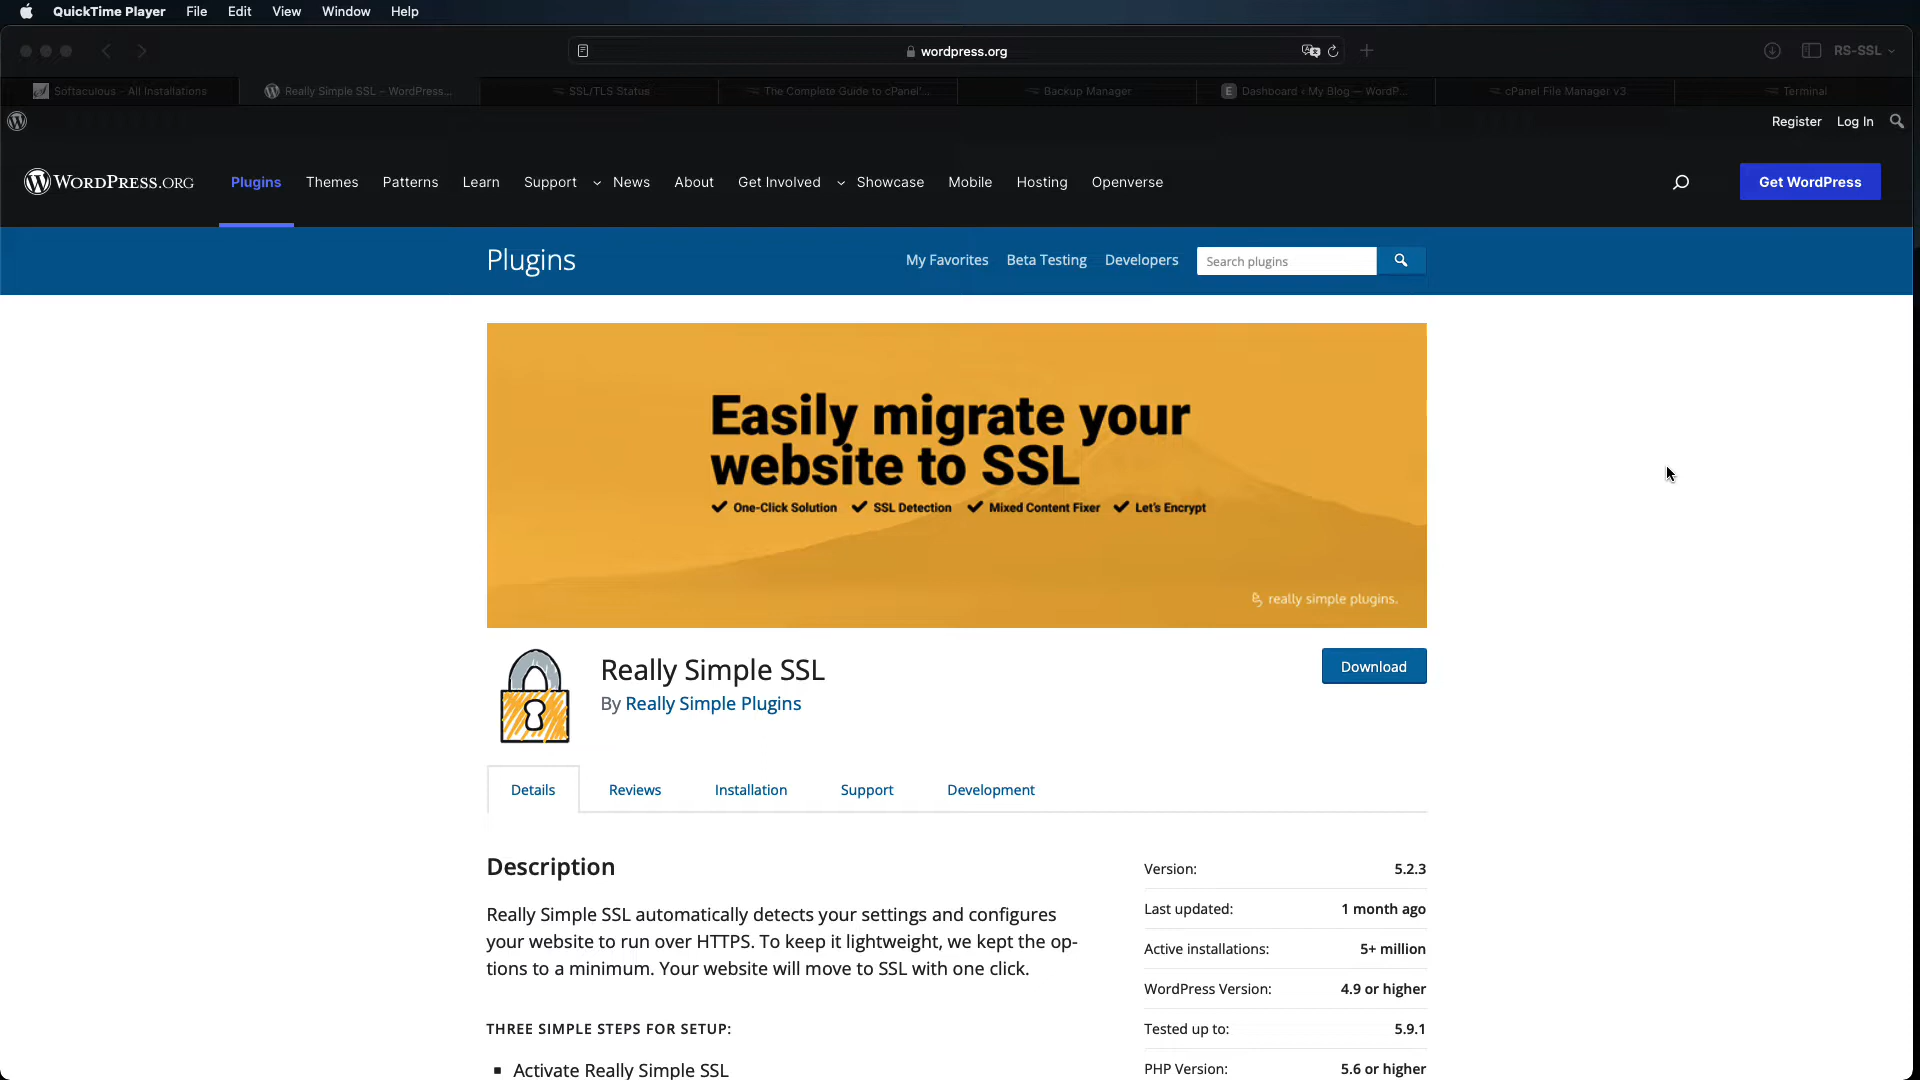 QuickTime Player File Edit View Window Help
wordpress.org
RS-SSL
Softaculous - All Installations
Really Simple SSL – WordPress...
SSL/TLS Status
The Complete Guide to cPanel'...
Backup Manager
E Dashboard ‹ My Blog — WordP...
cPanel File Manager v3
Terminal
Register Log In
WORDPRESS.ORG Plugins Themes Patterns Learn Support News About Get Involved Showcase Mobile Hosting Openverse Get WordPress
Plugins My Favorites Beta Testing Developers Search plugins
Easily migrate your
website to SSL
One-Click Solution SSL Detection Mixed Content Fixer Let's Encrypt
really simple plugins.
Really Simple SSL
Download
By Really Simple Plugins
Details Reviews Installation Support Development
Description
Really Simple SSL automatically detects your settings and configures
your website to run over HTTPS. To keep it lightweight, we kept the op-
tions to a minimum. Your website will move to SSL with one click.
THREE SIMPLE STEPS FOR SETUP:
Activate Really Simple SSL
Version: 5.2.3
Last updated: 1 month ago
Active installations: 5+ million
WordPress Version: 4.9 or higher
Tested up to: 5.9.1
PHP Version: 5.6 or higher